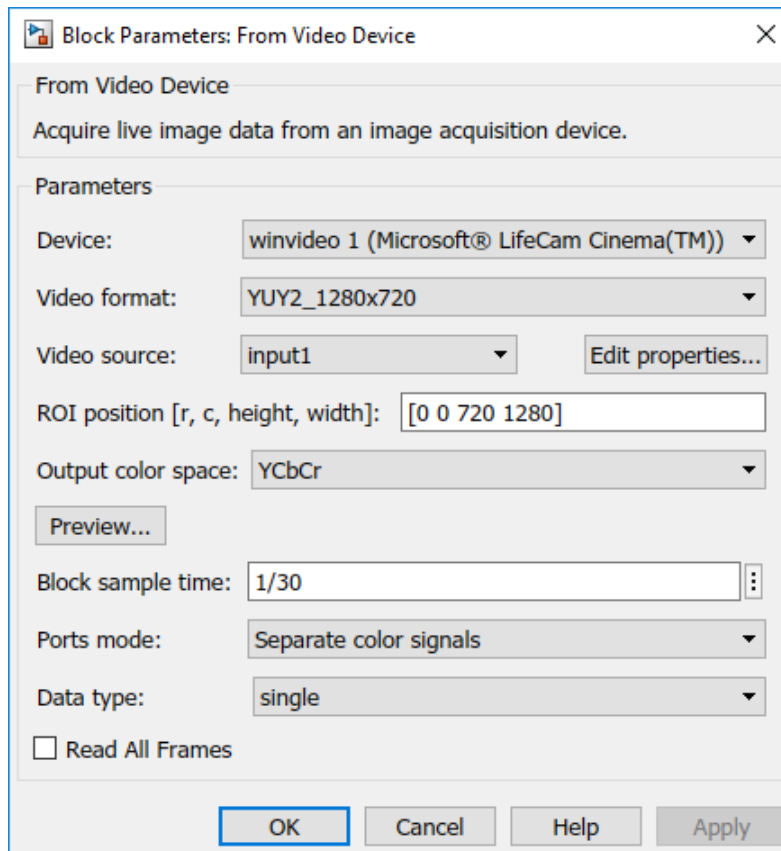 Block Parameters: From Video Device
From Video Device
Acquire live image data from an image acquisition device.
Parameters
Device: winvideo 1 (Microsoft® LifeCam Cinema(TM))
Video format: YUY2_1280x720
Video source: input1 Edit properties...
ROI position [r, c, height, width]: [0 0 720 1280]
Output color space: YCbCr
Preview...
Block sample time: 1/30
Ports mode: Separate color signals
Data type: single
Read All Frames
OK Cancel Help Apply